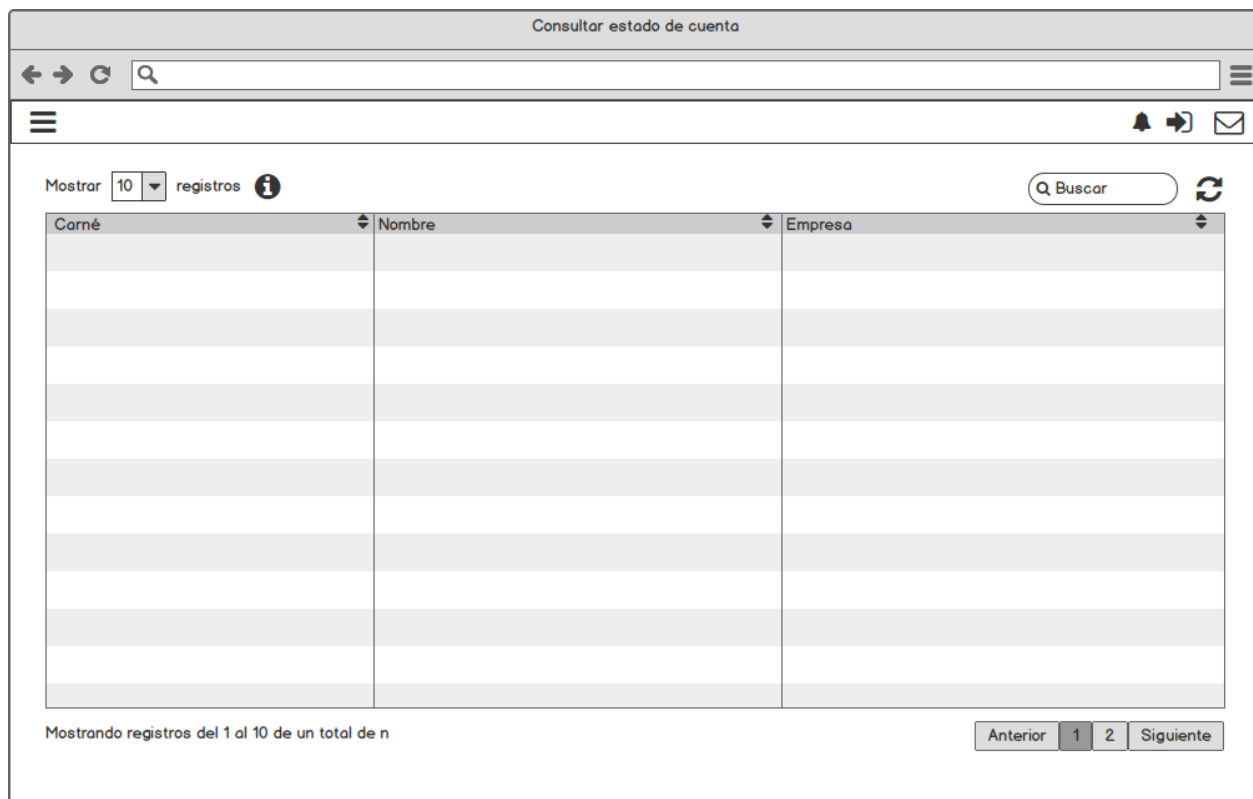 Consultar estado de cuenta
Mostrar 10 registros
Buscar
Carné Nombre Empresa
Mostrando registros del 1 al 10 de un total de n
Anterior 1 2 Siguiente